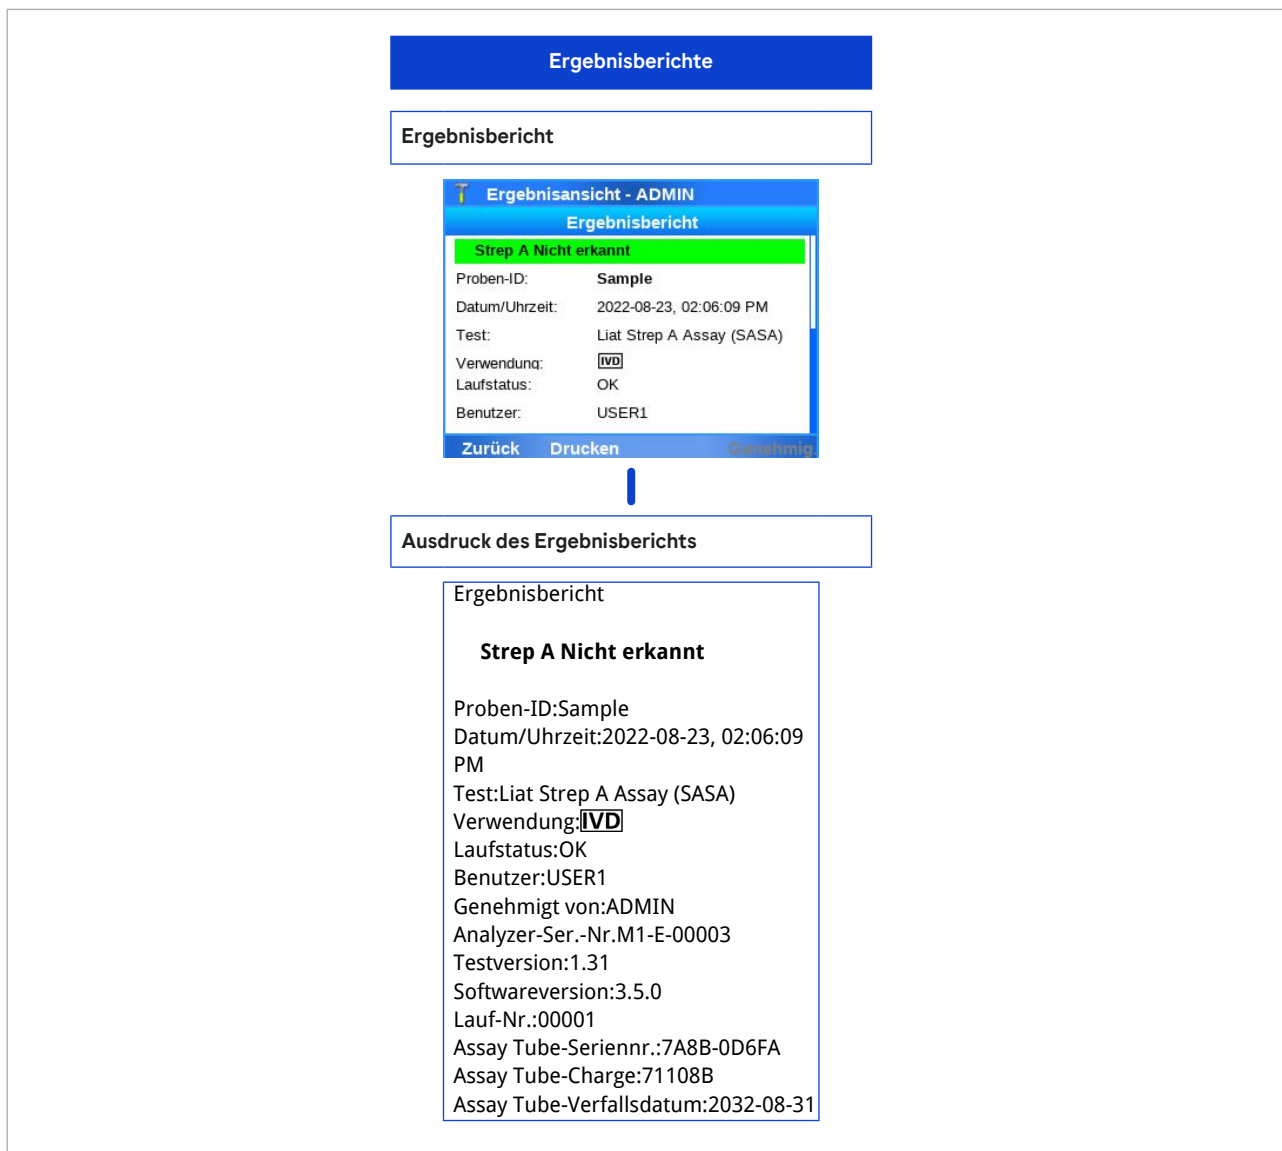 Ergebnisberichte
Ergebnisbericht
Ergebnisansicht - ADMIN
Ergebnisbericht
Strep A Nicht erkannt
Proben-ID: Sample
Datum/Uhrzeit: 2022-08-23, 02:06:09 PM
Test: Liat Strep A Assay (SASA)
Verwendung: IVD
Laufstatus: OK
Benutzer: USER1
Zurück Drucken Genehmig.
Ausdruck des Ergebnisberichts
Ergebnisbericht
Strep A Nicht erkannt
Proben-ID:Sample
Datum/Uhrzeit:2022-08-23, 02:06:09
PM
Test:Liat Strep A Assay (SASA)
Verwendung:IVD
Laufstatus:OK
Benutzer:USER1
Genehmigt von:ADMIN
Analyzer-Ser.-Nr.M1-E-00003
Testversion:1.31
Softwareversion:3.5.0
Lauf-Nr.:00001
Assay Tube-Seriennr.:7A8B-0D6FA
Assay Tube-Charge:71108B
Assay Tube-Verfallsdatum:2032-08-31